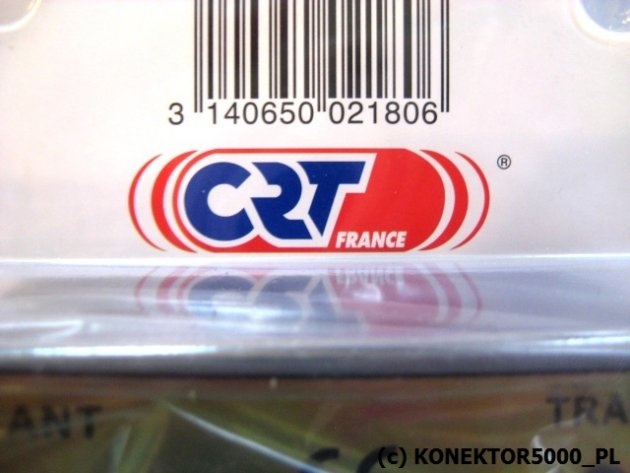 3 140650 021806
CRT
FRANCE
®
ANT
TRA
(c) KONEKTOR5000_PL